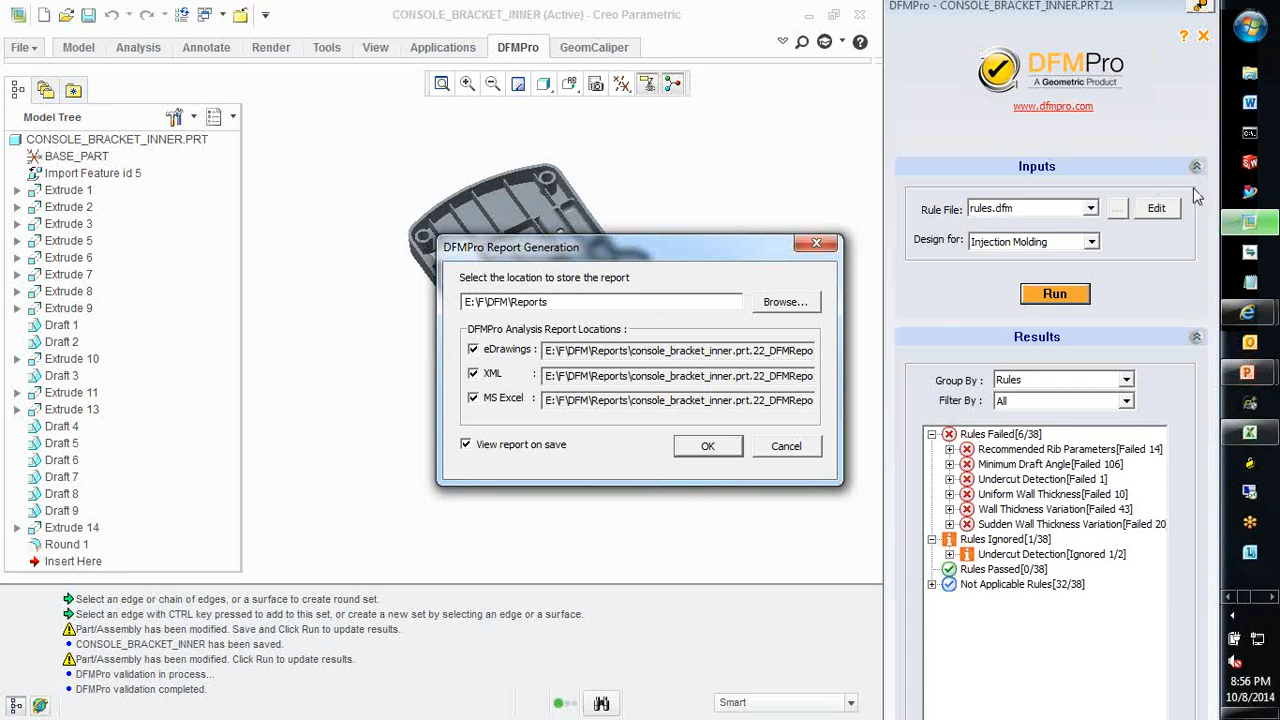 CONSOLE_BRACKET_INNER (Active) - Creo Parametric
File
Model
Analysis
Annotate
Render
Tools
View
Applications
DFMPro
GeomCaliper
Model Tree
CONSOLE_BRACKET_INNER.PRT
BASE_PART
Import Feature id 5
Extrude 1
Extrude 2
Extrude 3
Extrude 5
Extrude 6
Extrude 7
Extrude 8
Extrude 9
Draft 1
Draft 2
Extrude 10
Draft 3
Extrude 11
Extrude 13
Draft 4
Draft 5
Draft 6
Draft 7
Draft 8
Draft 9
Extrude 14
Round 1
Insert Here
DFMPro Report Generation
Select the location to store the report
E:\F\DFM\Reports
Browse...
DFMPro Analysis Report Locations :
eDrawings : E:\F\DFM\Reports\console_bracket_inner.prt.22_DFMRepo
XML : E:\F\DFM\Reports\console_bracket_inner.prt.22_DFMRepo
MS Excel : E:\F\DFM\Reports\console_bracket_inner.prt.22_DFMRepo
View report on save
OK
Cancel
Select an edge or chain of edges, or a surface to create round set.
Select an edge with CTRL key pressed to add to this set, or create a new set by selecting an edge or a surface.
Part/Assembly has been modified. Save and Click Run to update results.
CONSOLE_BRACKET_INNER has been saved.
Part/Assembly has been modified. Click Run to update results.
DFMPro validation in process...
DFMPro validation completed.
Smart
DFMPro - CONSOLE_BRACKET_INNER.PRT.21
DFMPro
A Geometric Product
www.dfmpro.com
Inputs
Rule File: rules.dfm
...
Edit
Design for: Injection Molding
Run
Results
Group By : Rules
Filter By : All
Rules Failed[6/38]
Recommended Rib Parameters[Failed 14]
Minimum Draft Angle[Failed 106]
Undercut Detection[Failed 1]
Uniform Wall Thickness[Failed 10]
Wall Thickness Variation[Failed 43]
Sudden Wall Thickness Variation[Failed 20
Rules Ignored[1/38]
Undercut Detection[Ignored 1/2]
Rules Passed[0/38]
Not Applicable Rules[32/38]
8:56 PM
10/8/2014